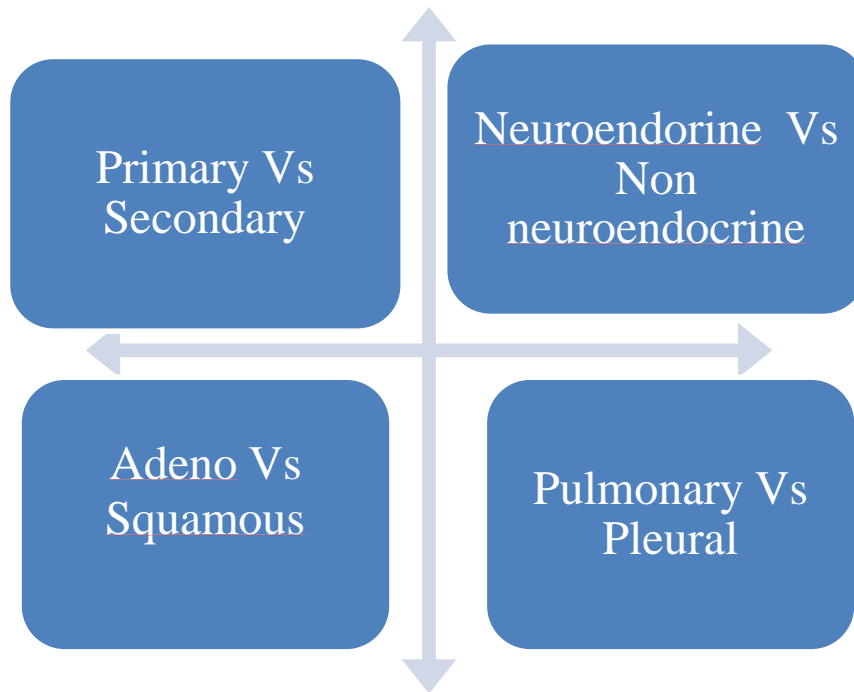 Primary Vs
Secondary
Neuroendorine Vs
Non
neuroendocrine
Adeno Vs
Squamous
Pulmonary Vs
Pleural